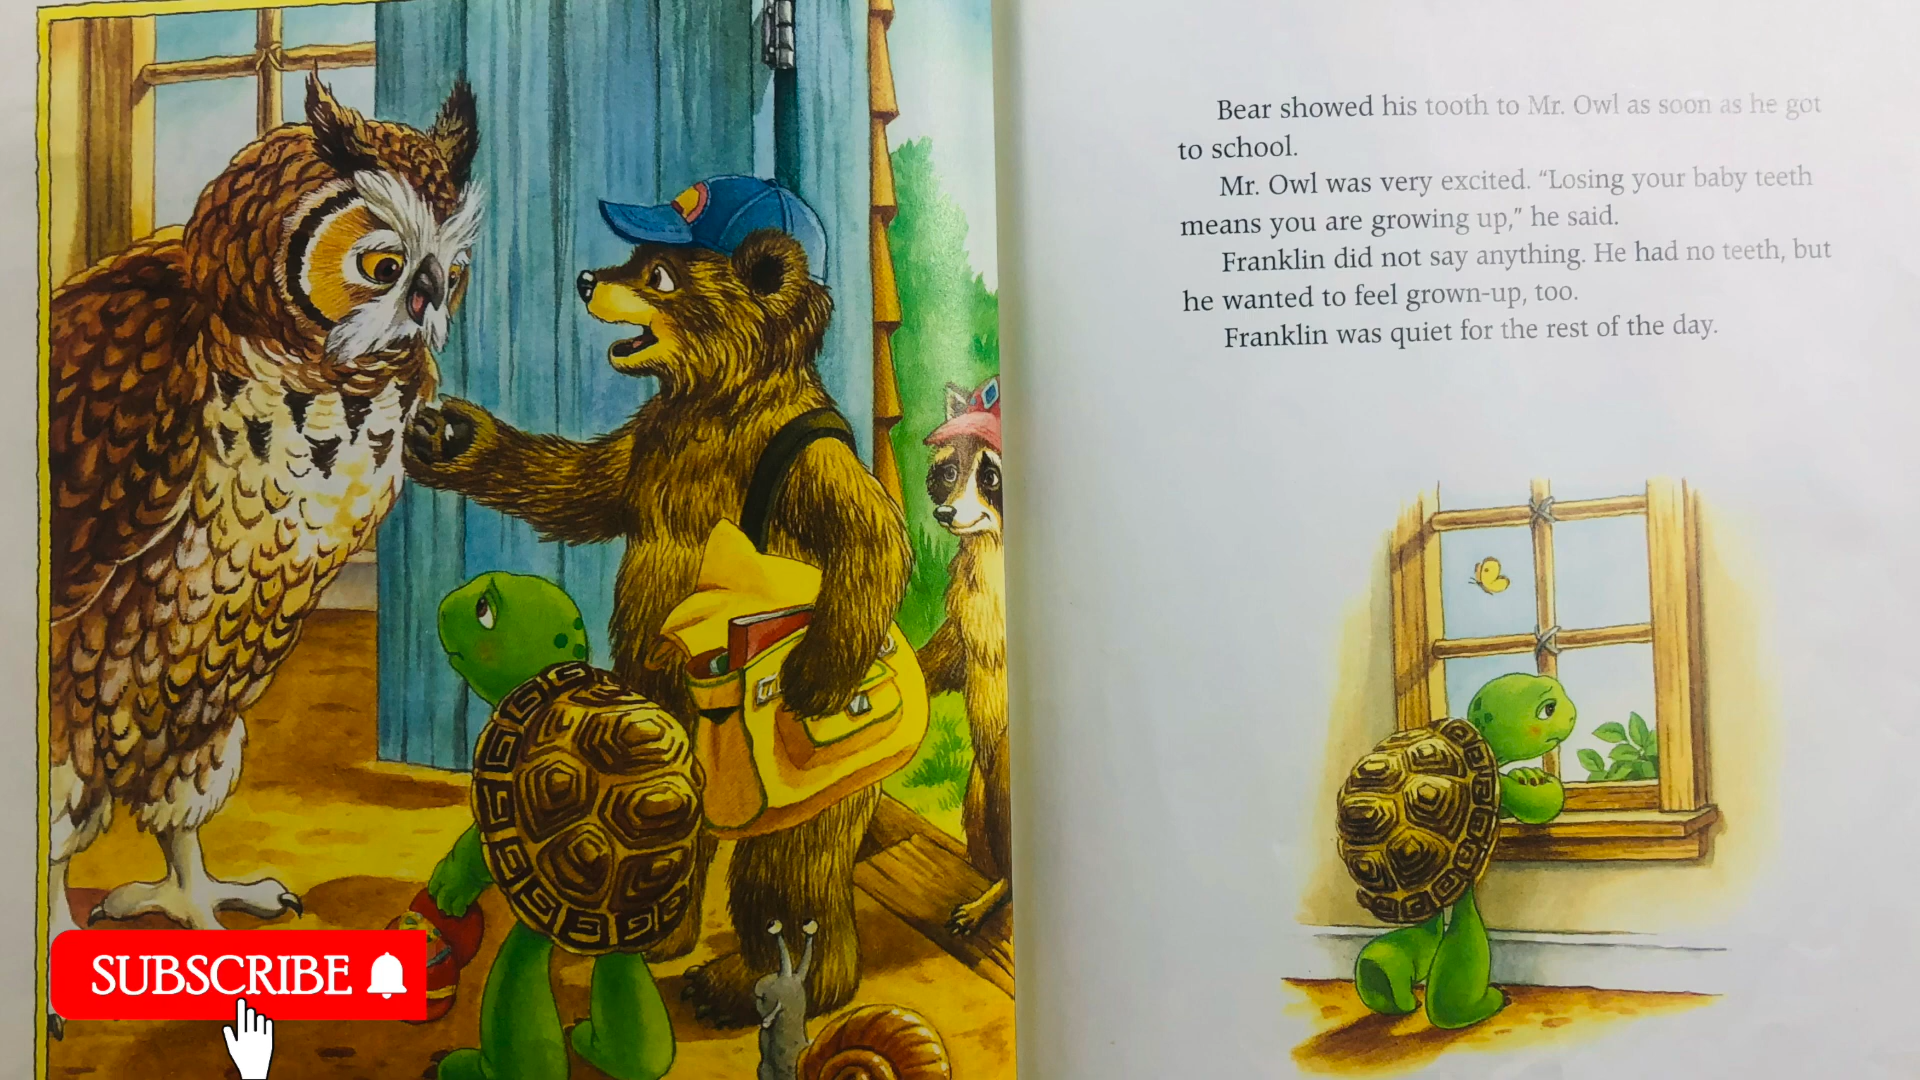 Bear showed his tooth to Mr. Owl as soon as he got
to school.
Mr. Owl was very excited. “Losing your baby teeth
means you are growing up,” he said.
Franklin did not say anything. He had no teeth, but
he wanted to feel grown-up, too.
Franklin was quiet for the rest of the day.
SUBSCRIBE